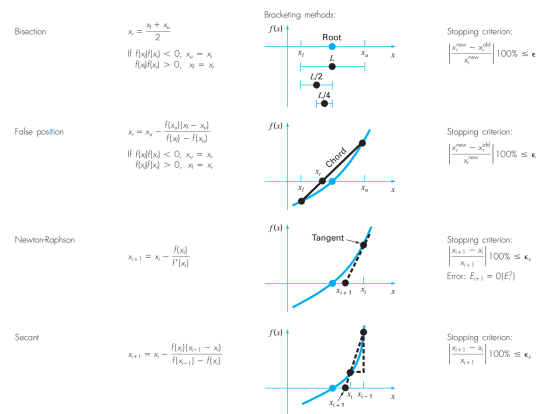 Bracketing methods:
Bisection
x_r = (x_l + x_u) / 2
If f(x_l)f(x_r) < 0, x_u = x_r
f(x_l)f(x_r) > 0, x_l = x_r
f(x)
Root
x_l
x_u
x
L
L/2
L/4
Stopping criterion:
|(x_r^new − x_r^old) / x_r^new| 100% ≤ ϵ_s
False position
x_r = x_u − f(x_u)(x_l − x_u) / (f(x_l) − f(x_u))
If f(x_l)f(x_r) < 0, x_u = x_r
f(x_l)f(x_r) > 0, x_l = x_r
f(x)
Chord
x_r
x_l
x_u
x
Stopping criterion:
|(x_r^new − x_r^old) / x_r^new| 100% ≤ ϵ_s
Newton-Raphson
x_{i+1} = x_i − f(x_i) / f'(x_i)
f(x)
Tangent
x_{i+1}
x_i
x
Stopping criterion:
|(x_{i+1} − x_i) / x_{i+1}| 100% ≤ ϵ_s
Error: E_{i+1} = 0(E_i^2)
Secant
x_{i+1} = x_i − f(x_i)(x_{i−1} − x_i) / (f(x_{i−1}) − f(x_i))
f(x)
x_{i+1}
x_i
x_{i−1}
x
Stopping criterion:
|(x_{i+1} − x_i) / x_{i+1}| 100% ≤ ϵ_s